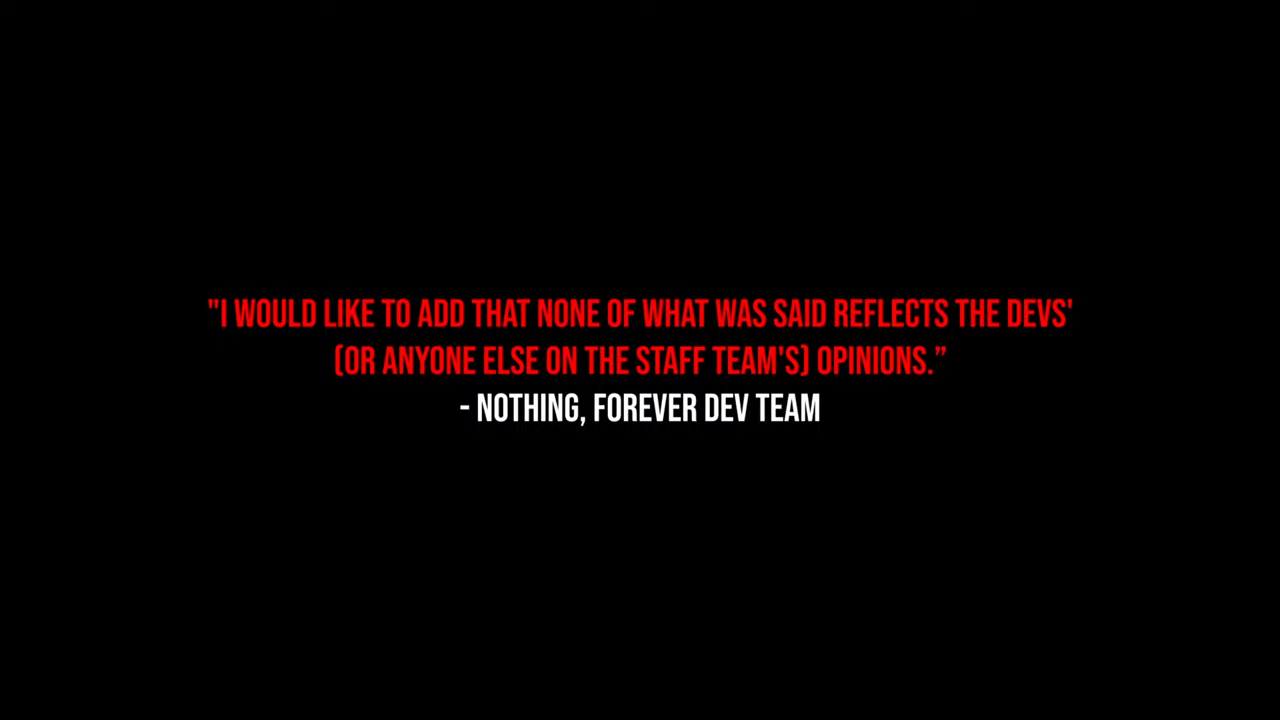 "I WOULD LIKE TO ADD THAT NONE OF WHAT WAS SAID REFLECTS THE DEVS'
(OR ANYONE ELSE ON THE STAFF TEAM'S) OPINIONS.”
- NOTHING, FOREVER DEV TEAM